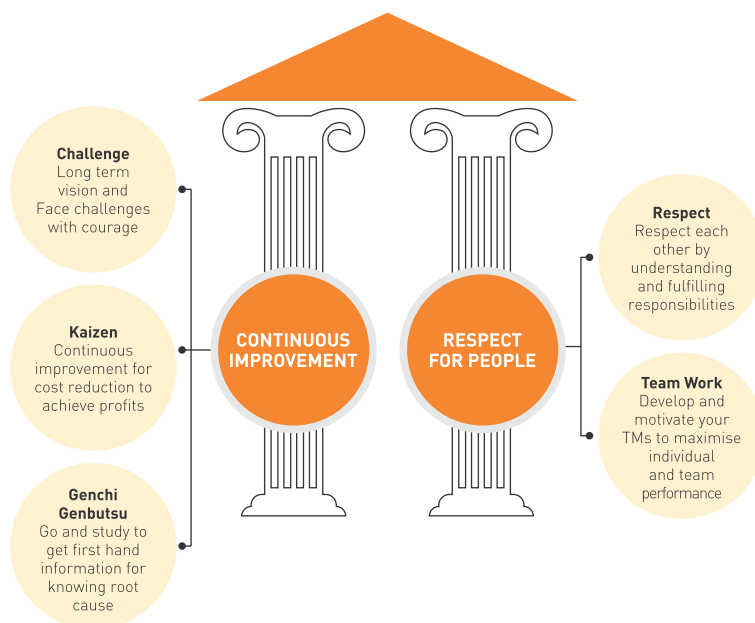 Challenge
Long term
vision and
Face challenges
with courage
Kaizen
Continuous
improvement for
cost reduction to
achieve profits
Genchi
Genbutsu
Go and study to
get first hand
information for
knowing root
cause
CONTINUOUS
IMPROVEMENT
RESPECT
FOR PEOPLE
Respect
Respect each
other by
understanding
and fulfilling
responsibilities
Team Work
Develop and
motivate your
TMs to maximise
individual
and team
performance